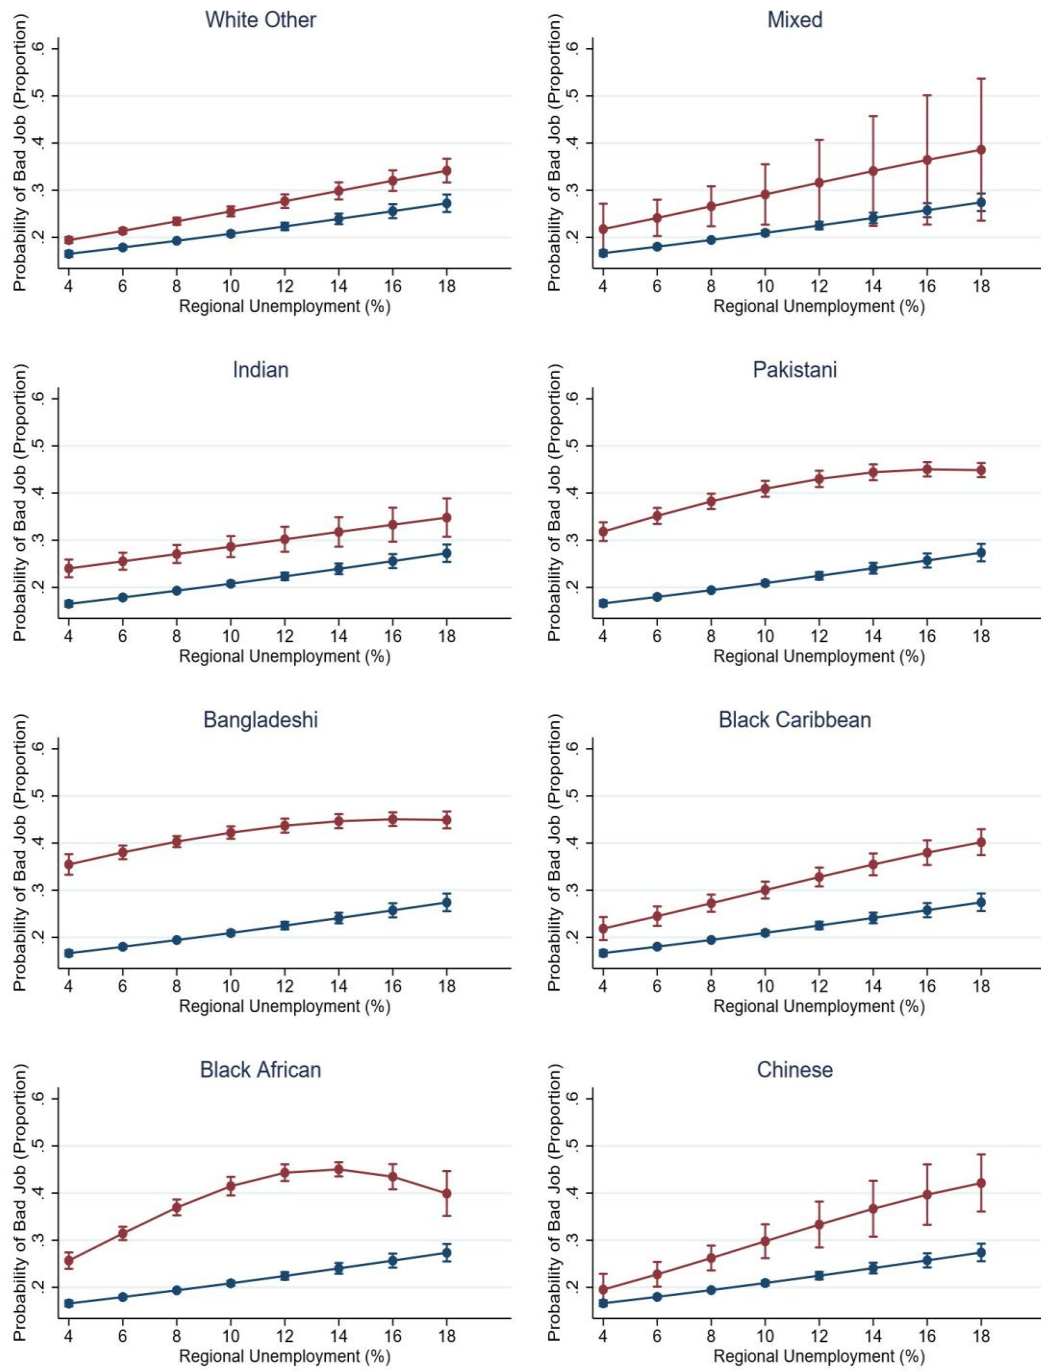 White Other
Probability of Bad Job (Proportion)
.6
.5
.4
.3
.2
4 6 8 10 12 14 16 18
Regional Unemployment (%)
Mixed
Probability of Bad Job (Proportion)
.6
.5
.4
.3
.2
4 6 8 10 12 14 16 18
Regional Unemployment (%)
Indian
Probability of Bad Job (Proportion)
.6
.5
.4
.3
.2
4 6 8 10 12 14 16 18
Regional Unemployment (%)
Pakistani
Probability of Bad Job (Proportion)
.6
.5
.4
.3
.2
4 6 8 10 12 14 16 18
Regional Unemployment (%)
Bangladeshi
Probability of Bad Job (Proportion)
.6
.5
.4
.3
.2
4 6 8 10 12 14 16 18
Regional Unemployment (%)
Black Caribbean
Probability of Bad Job (Proportion)
.6
.5
.4
.3
.2
4 6 8 10 12 14 16 18
Regional Unemployment (%)
Black African
Probability of Bad Job (Proportion)
.6
.5
.4
.3
.2
4 6 8 10 12 14 16 18
Regional Unemployment (%)
Chinese
Probability of Bad Job (Proportion)
.6
.5
.4
.3
.2
4 6 8 10 12 14 16 18
Regional Unemployment (%)